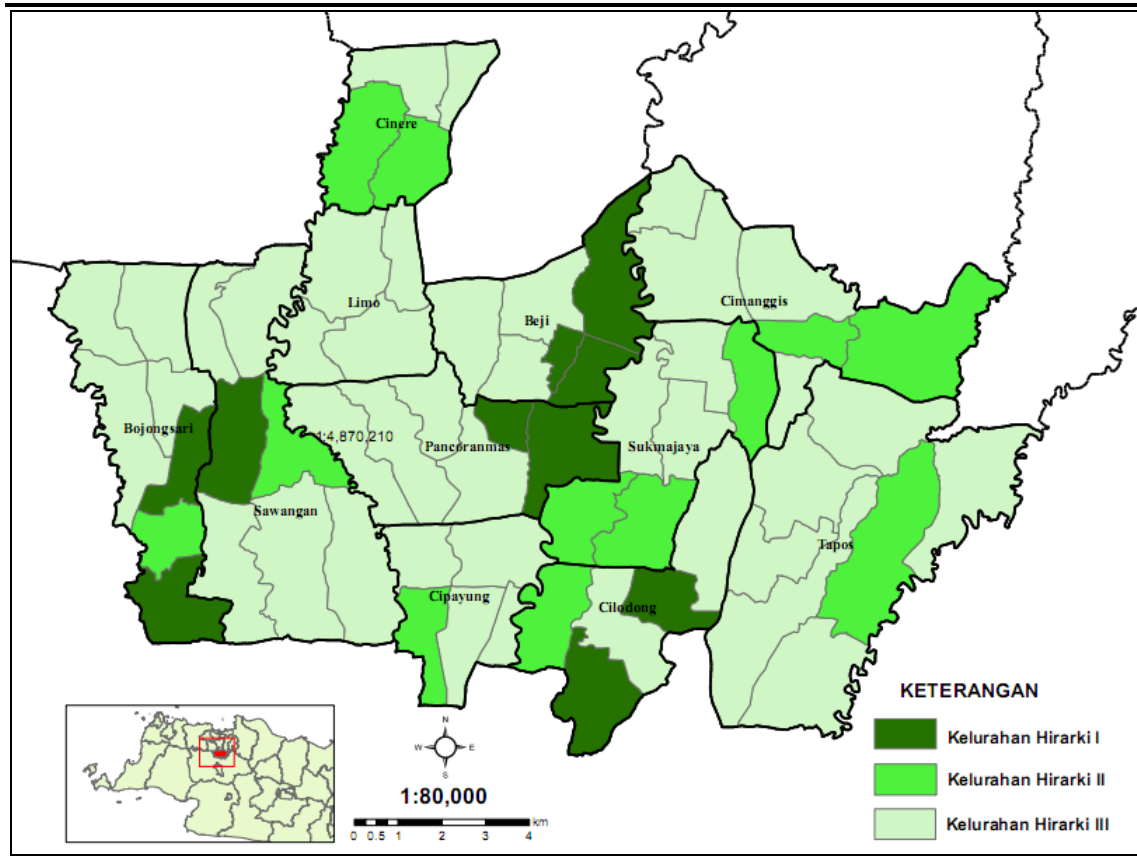 Cinere
Limo
Beji
Cimanggis
Bojongsari
1:4,870,210
Pancoranmas
Sukmajaya
Sawangan
Tapos
Cipayung
Cilodong
KETERANGAN
Kelurahan Hirarki I
Kelurahan Hirarki II
Kelurahan Hirarki III
N
W E
S
1:80,000
km
0 0.5 1 2 3 4